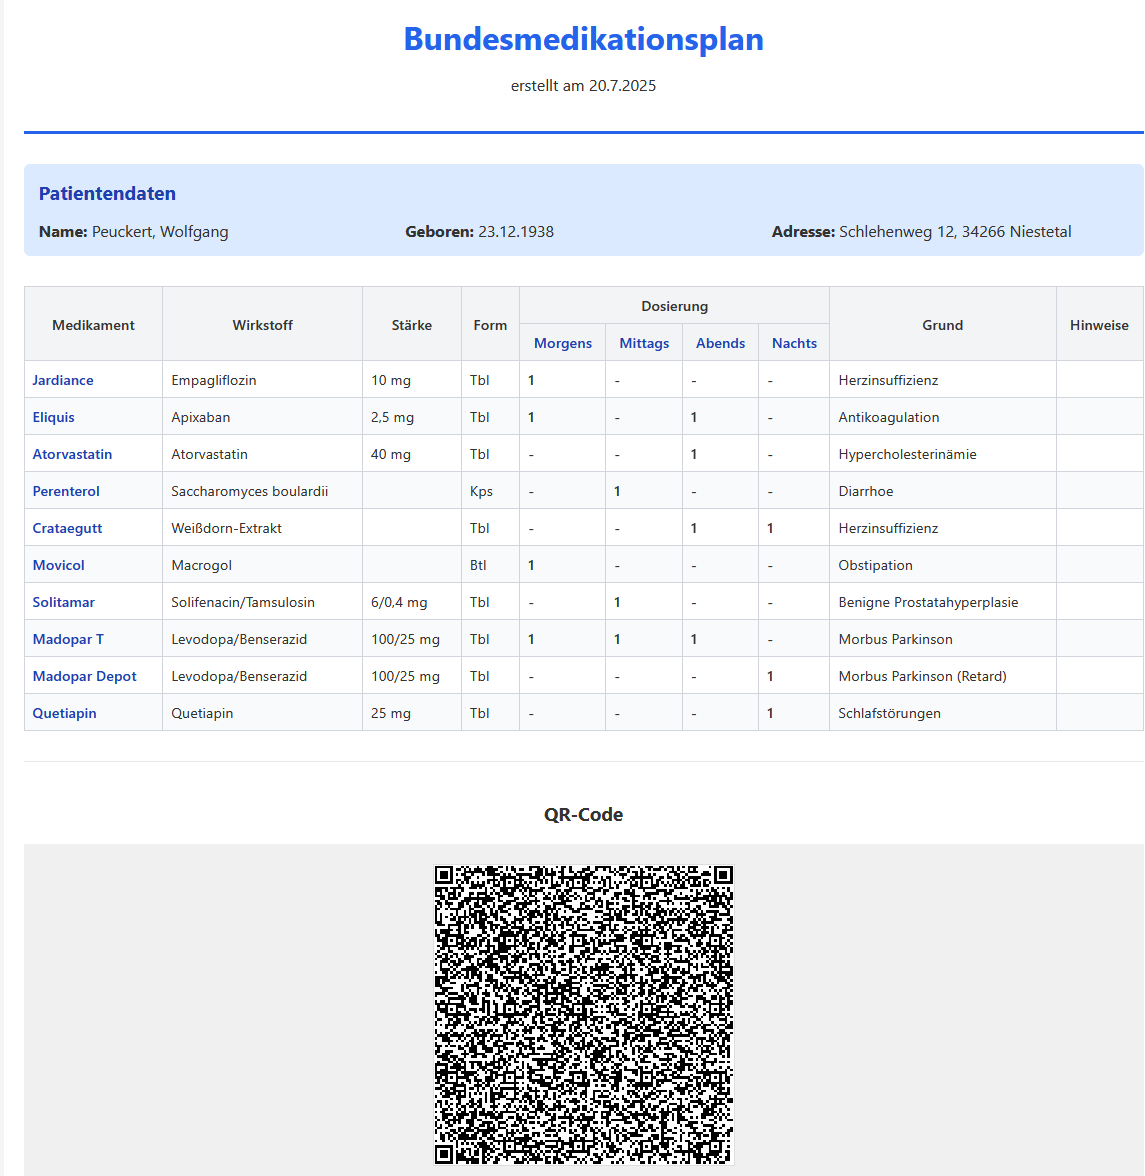 Bundesmedikationsplan
erstellt am 20.7.2025
Patientendaten
Name: Peuckert, Wolfgang Geboren: 23.12.1938 Adresse: Schlehenweg 12, 34266 Niestetal
Medikament Wirkstoff Stärke Form Dosierung Grund Hinweise
Morgens Mittags Abends Nachts
Jardiance Empagliflozin 10 mg Tbl 1 - - - Herzinsuffizienz
Eliquis Apixaban 2,5 mg Tbl 1 - 1 - Antikoagulation
Atorvastatin Atorvastatin 40 mg Tbl - - 1 - Hypercholesterinämie
Perenterol Saccharomyces boulardii Kps - 1 - - Diarrhoe
Crataegutt Weißdorn-Extrakt Tbl - - 1 1 Herzinsuffizienz
Movicol Macrogol Btl 1 - - - Obstipation
Solitamar Solifenacin/Tamsulosin 6/0,4 mg Tbl - 1 - - Benigne Prostatahyperplasie
Madopar T Levodopa/Benserazid 100/25 mg Tbl 1 1 1 - Morbus Parkinson
Madopar Depot Levodopa/Benserazid 100/25 mg Tbl - - - 1 Morbus Parkinson (Retard)
Quetiapin Quetiapin 25 mg Tbl - - - 1 Schlafstörungen
QR-Code